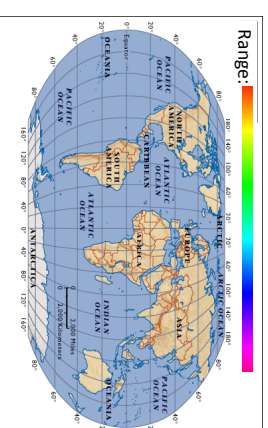 Range:
80°
60°
40°
20°
0°
Equator
20°
40°
60°
80°
180°
140°
100°
60°
20°
20°
60°
100°
140°
180°
ARCTIC
ARCTIC OCEAN
NORTH
AMERICA
EUROPE
ASIA
PACIFIC
OCEAN
ATLANTIC
OCEAN
PACIFIC
OCEAN
CARIBBEAN
AFRICA
OCEANIA
SOUTH
AMERICA
INDIAN
OCEAN
OCEANIA
PACIFIC
OCEAN
ATLANTIC
OCEAN
0 2,000 Miles
0 2,000 Kilometers
160°
120°
80°
40°
0°
40°
80°
120°
160°
ANTARCTICA